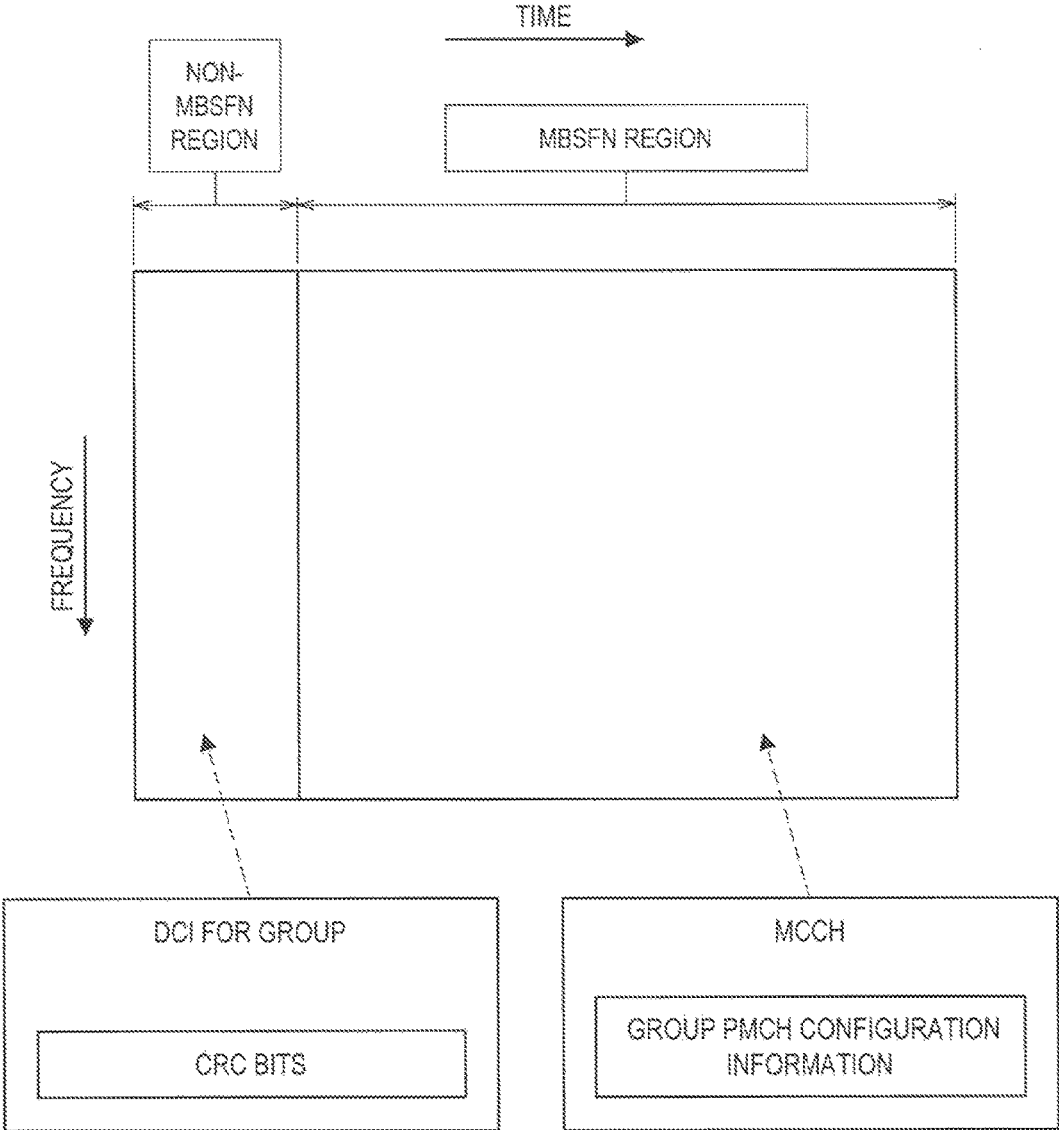 TIME
NON-
MBSFN
REGION
MBSFN REGION
FREQUENCY
DCI FOR GROUP
CRC BITS
MCCH
GROUP PMCH CONFIGURATION
INFORMATION